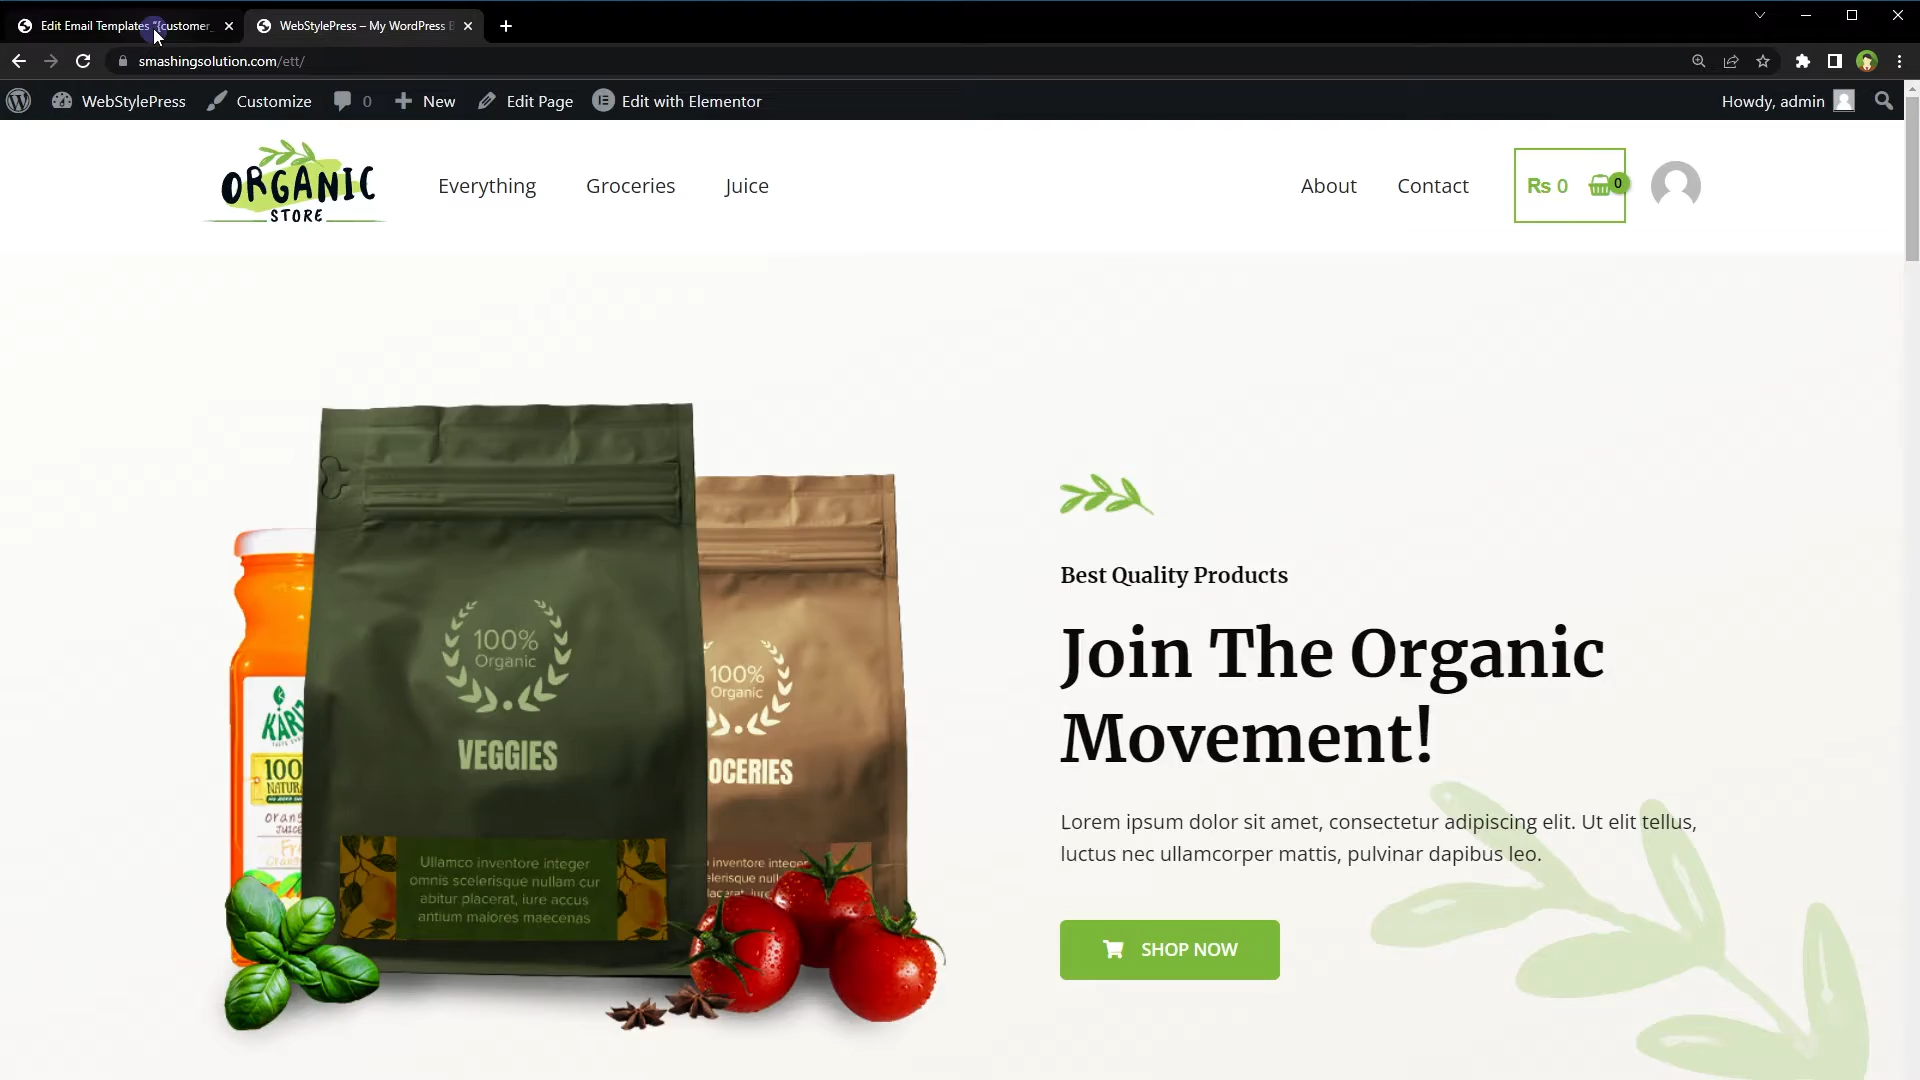 Edit Email Templates "{customer_
WebStylePress – My WordPress B
smashingsolution.com/ett/
WebStylePress
Customize
0
New
Edit Page
Edit with Elementor
Howdy, admin
ORGANIC
STORE
Everything
Groceries
Juice
About
Contact
₨ 0
0
100%
Organic
VEGGIES
Ullamco inventore integer
omnis scelerisque nullam cur
abitur placerat, iure accus
antium maiores maecenas
100%
Organic
OCERIES
inventore integer
Best Quality Products
Join The Organic
Movement!
Lorem ipsum dolor sit amet, consectetur adipiscing elit. Ut elit tellus,
luctus nec ullamcorper mattis, pulvinar dapibus leo.
SHOP NOW